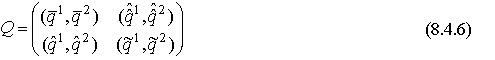 Q = ( (q̅¹, q̅²) (q̂̂¹, q̂̂²)
(q̂¹, q̂²) (q̃¹, q̃²) ) (8.4.6)